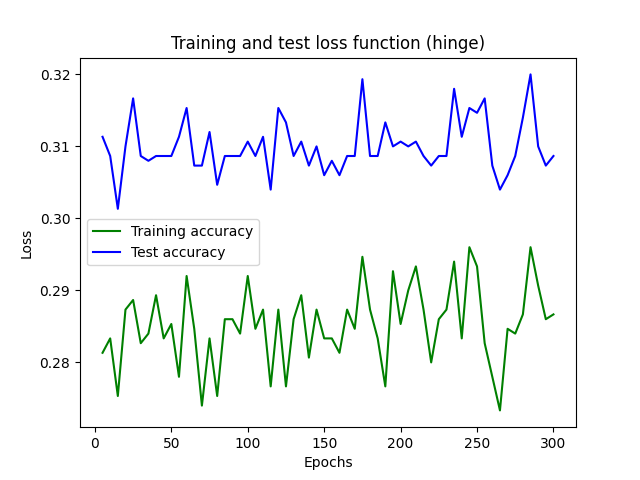 Training and test loss function (hinge)
0.32
0.31
0.30
0.29
0.28
Loss
Training accuracy
Test accuracy
0
50
100
150
200
250
300
Epochs